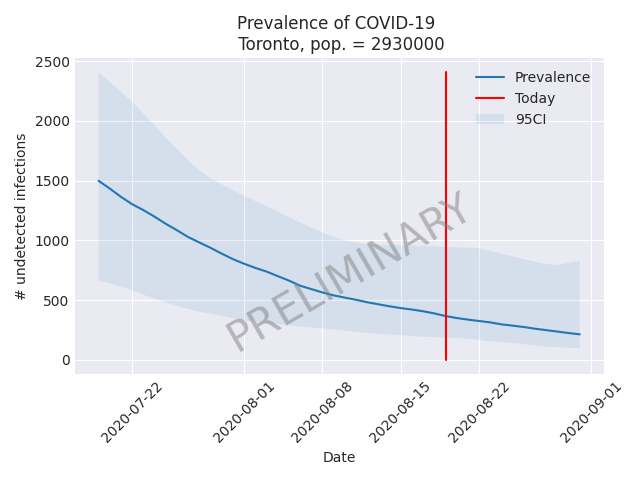 Prevalence of COVID-19
Toronto, pop. = 2930000
2500
2000
1500
1000
500
0
# undetected infections
Prevalence
Today
95CI
PRELIMINARY
2020-07-22
2020-08-01
2020-08-08
2020-08-15
2020-08-22
2020-09-01
Date